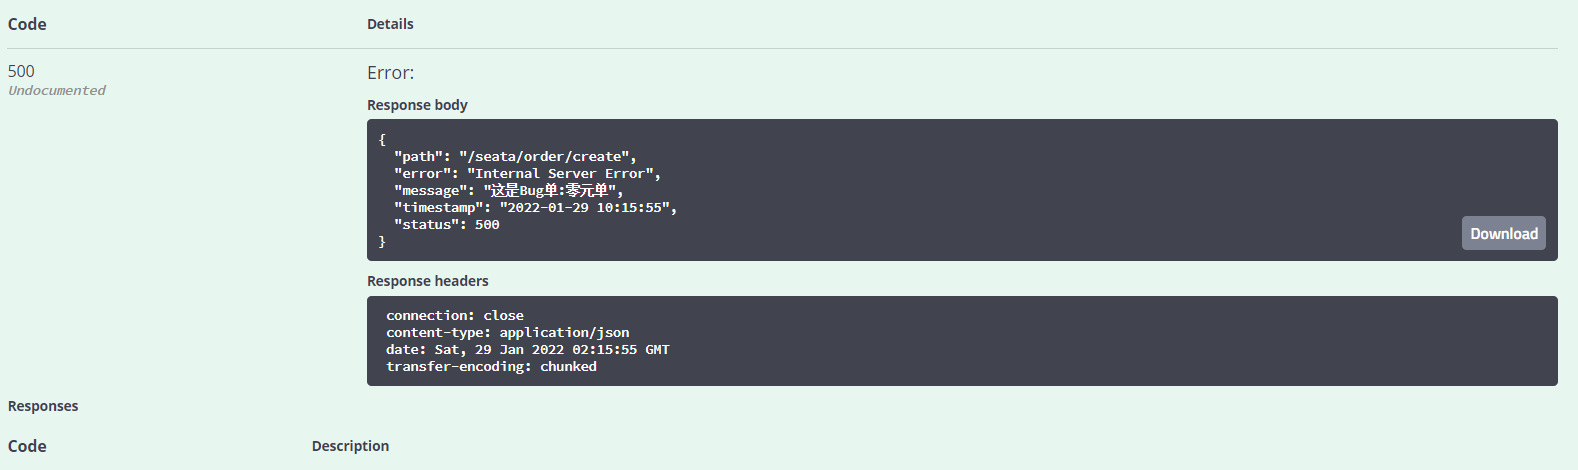 Code Details
500 Error:
Undocumented
Response body
{
"path": "/seata/order/create",
"error": "Internal Server Error",
"message": "这是Bug单:零元单",
"timestamp": "2022-01-29 10:15:55",
"status": 500
}
Download
Response headers
connection: close
content-type: application/json
date: Sat, 29 Jan 2022 02:15:55 GMT
transfer-encoding: chunked
Responses
Code Description